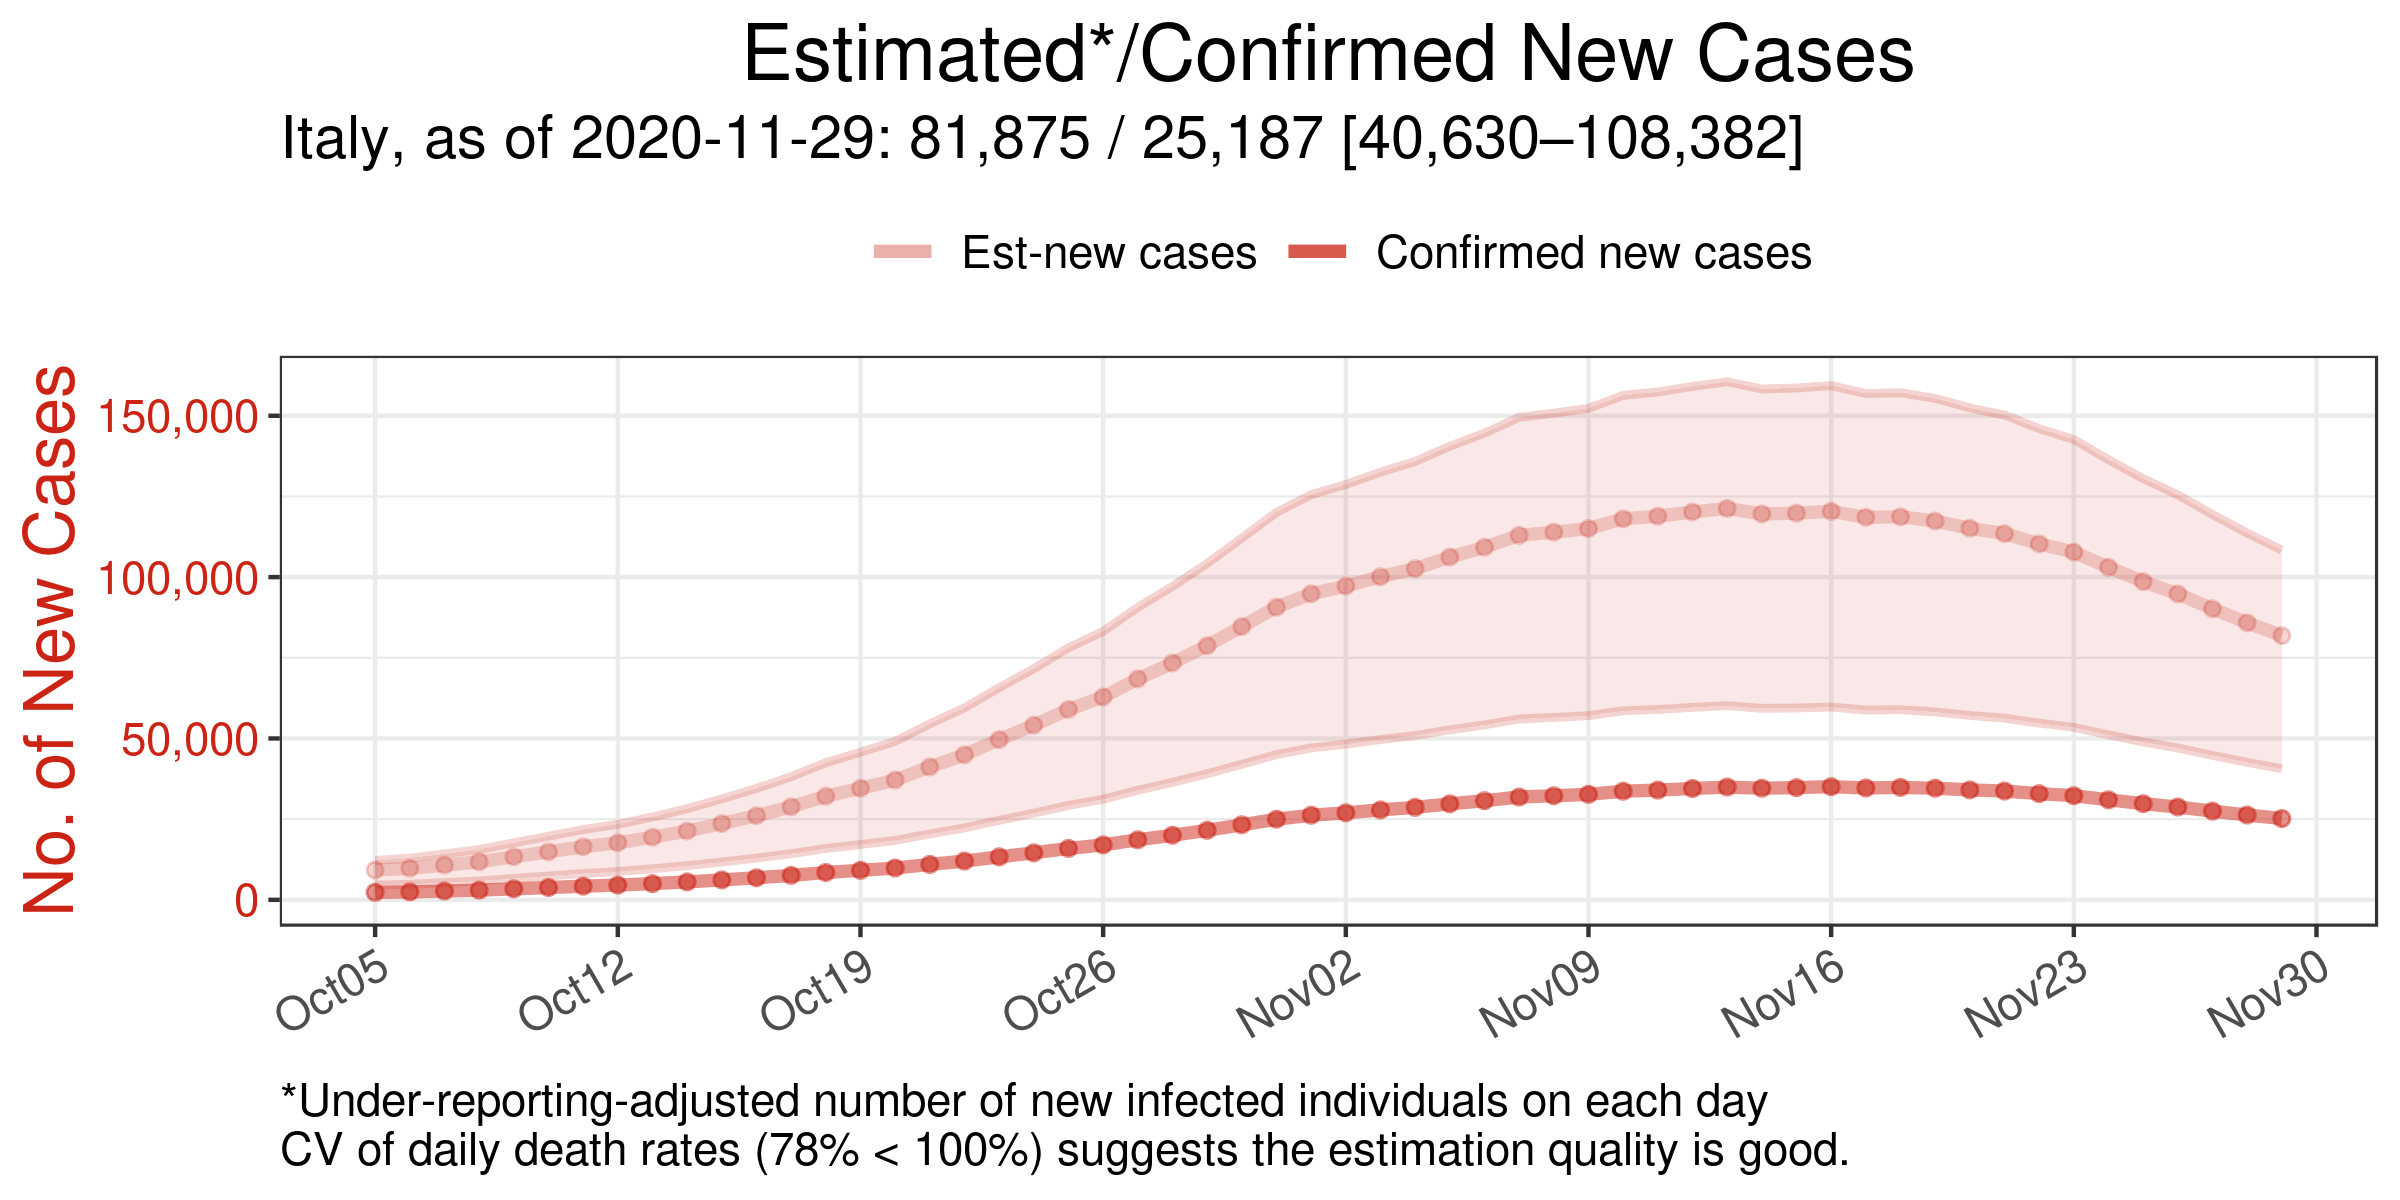 Estimated*/Confirmed New Cases
Italy, as of 2020-11-29: 81,875 / 25,187 [40,630–108,382]
Est-new cases
Confirmed new cases
No. of New Cases
150,000
100,000
50,000
0
Oct05
Oct12
Oct19
Oct26
Nov02
Nov09
Nov16
Nov23
Nov30
*Under-reporting-adjusted number of new infected individuals on each day
CV of daily death rates (78% < 100%) suggests the estimation quality is good.